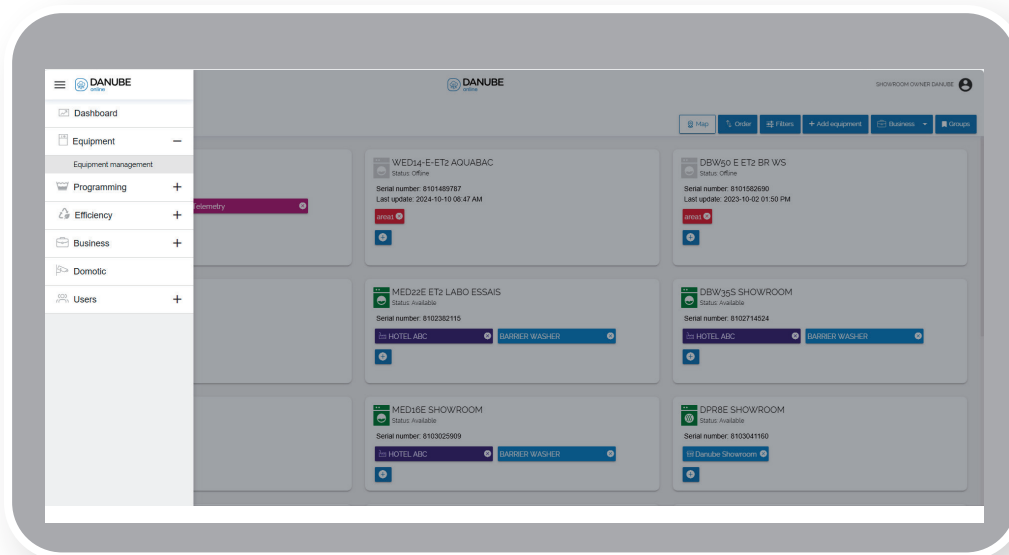 DANUBE
online
DANUBE
online
SHOWROOM OWNER DANUBE
Dashboard
Equipment
Equipment management
Programming
Efficiency
Business
Domotic
Users
Map
Order
Filters
+ Add equipment
Business
Groups
Telemetry
WED14-E-ET2 AQUABAC
Status: Offline
Serial number: 8101489787
Last update: 2024-10-10 08:47 AM
area1
DBW50 E ET2 BR WS
Status: Offline
Serial number: 8101582690
Last update: 2023-10-02 01:50 PM
area1
MED22E ET2 LABO ESSAIS
Status: Available
Serial number: 8102382115
HOTEL ABC
BARRIER WASHER
DBW35S SHOWROOM
Status: Available
Serial number: 8102714524
HOTEL ABC
BARRIER WASHER
MED16E SHOWROOM
Status: Available
Serial number: 8103025909
HOTEL ABC
BARRIER WASHER
DPR8E SHOWROOM
Status: Available
Serial number: 8103041160
Danube Showroom